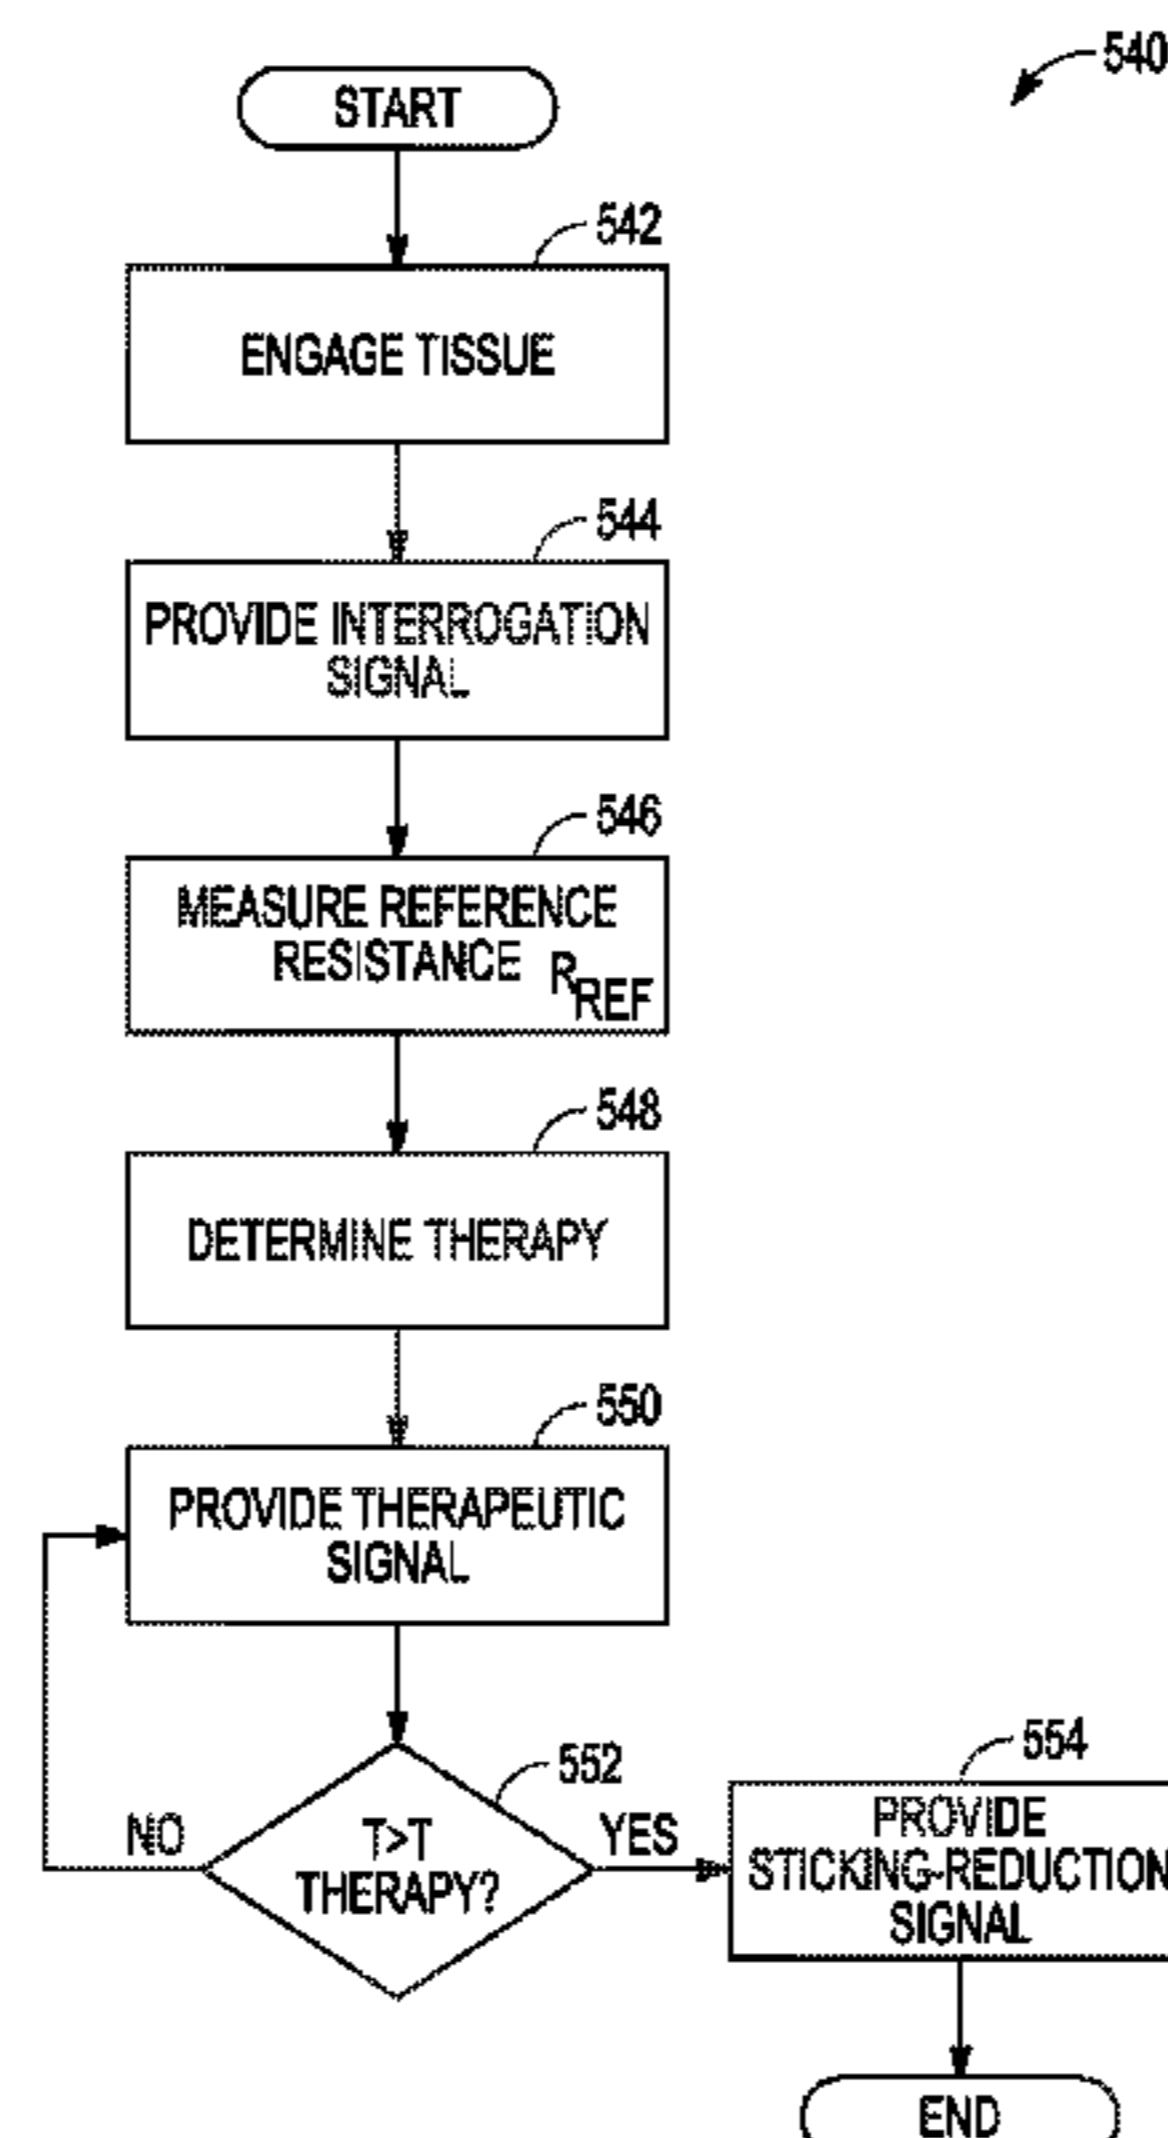 540
START
542
ENGAGE TISSUE
544
PROVIDE INTERROGATION
SIGNAL
546
MEASURE REFERENCE
RESISTANCE R_REF
548
DETERMINE THERAPY
550
PROVIDE THERAPEUTIC
SIGNAL
552
NO
T>T
THERAPY?
YES
554
PROVIDE
STICKING-REDUCTION
SIGNAL
END